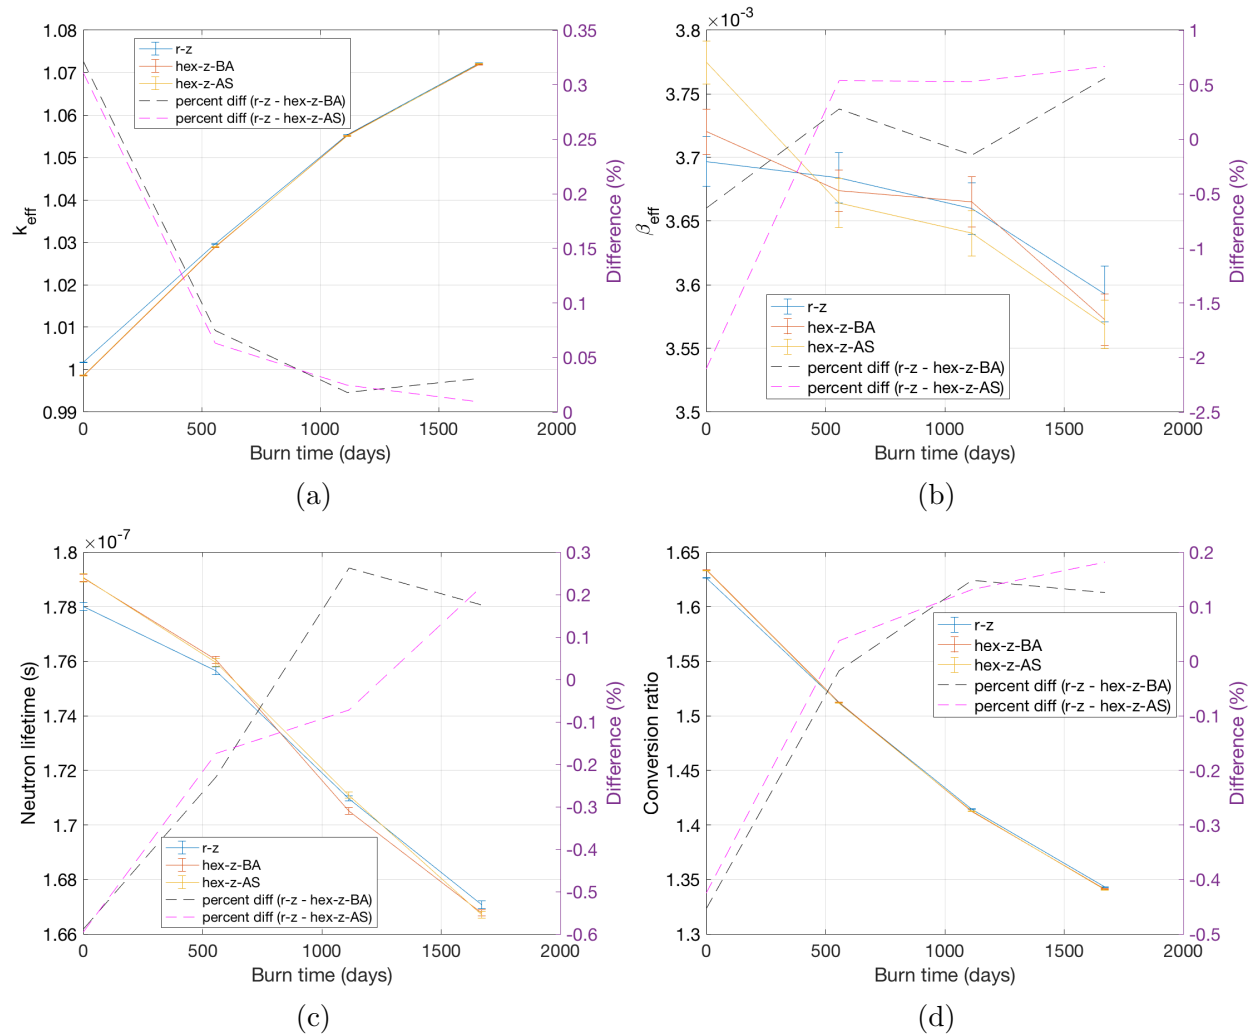 1.08
1.07
1.06
1.05
1.04
1.03
1.02
1.01
1
0.99
k_eff
0.35
0.3
0.25
0.2
0.15
0.1
0.05
0
Difference (%)
r-z
hex-z-BA
hex-z-AS
percent diff (r-z - hex-z-BA)
percent diff (r-z - hex-z-AS)
0 500 1000 1500 2000
Burn time (days)
(a)
×10^-3
3.8
3.75
3.7
3.65
3.6
3.55
3.5
β_eff
1
0.5
0
-0.5
-1
-1.5
-2
-2.5
Difference (%)
r-z
hex-z-BA
hex-z-AS
percent diff (r-z - hex-z-BA)
percent diff (r-z - hex-z-AS)
0 500 1000 1500 2000
Burn time (days)
(b)
×10^-7
1.8
1.78
1.76
1.74
1.72
1.7
1.68
1.66
Neutron lifetime (s)
0.3
0.2
0.1
0
-0.1
-0.2
-0.3
-0.4
-0.5
-0.6
Difference (%)
r-z
hex-z-BA
hex-z-AS
percent diff (r-z - hex-z-BA)
percent diff (r-z - hex-z-AS)
0 500 1000 1500 2000
Burn time (days)
(c)
1.65
1.6
1.55
1.5
1.45
1.4
1.35
1.3
Conversion ratio
0.2
0.1
0
-0.1
-0.2
-0.3
-0.4
-0.5
Difference (%)
r-z
hex-z-BA
hex-z-AS
percent diff (r-z - hex-z-BA)
percent diff (r-z - hex-z-AS)
0 500 1000 1500 2000
Burn time (days)
(d)